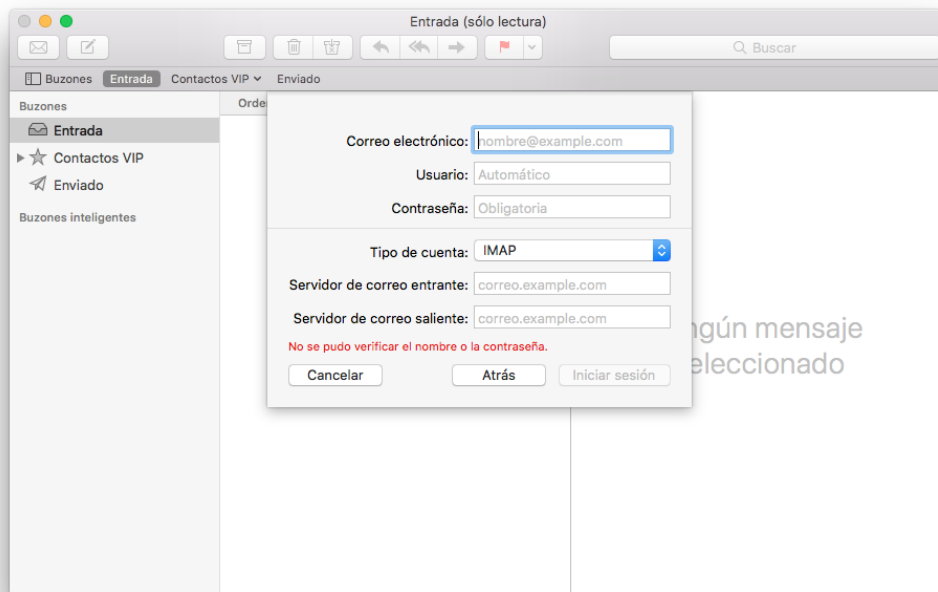 Entrada (sólo lectura)
Buscar
Buzones Entrada Contactos VIP Enviado
Buzones
Entrada
Contactos VIP
Enviado
Buzones inteligentes
Correo electrónico: nombre@example.com
Usuario: Automático
Contraseña: Obligatoria
Tipo de cuenta: IMAP
Servidor de correo entrante: correo.example.com
Servidor de correo saliente: correo.example.com
No se pudo verificar el nombre o la contraseña.
Cancelar Atrás Iniciar sesión
mensaje